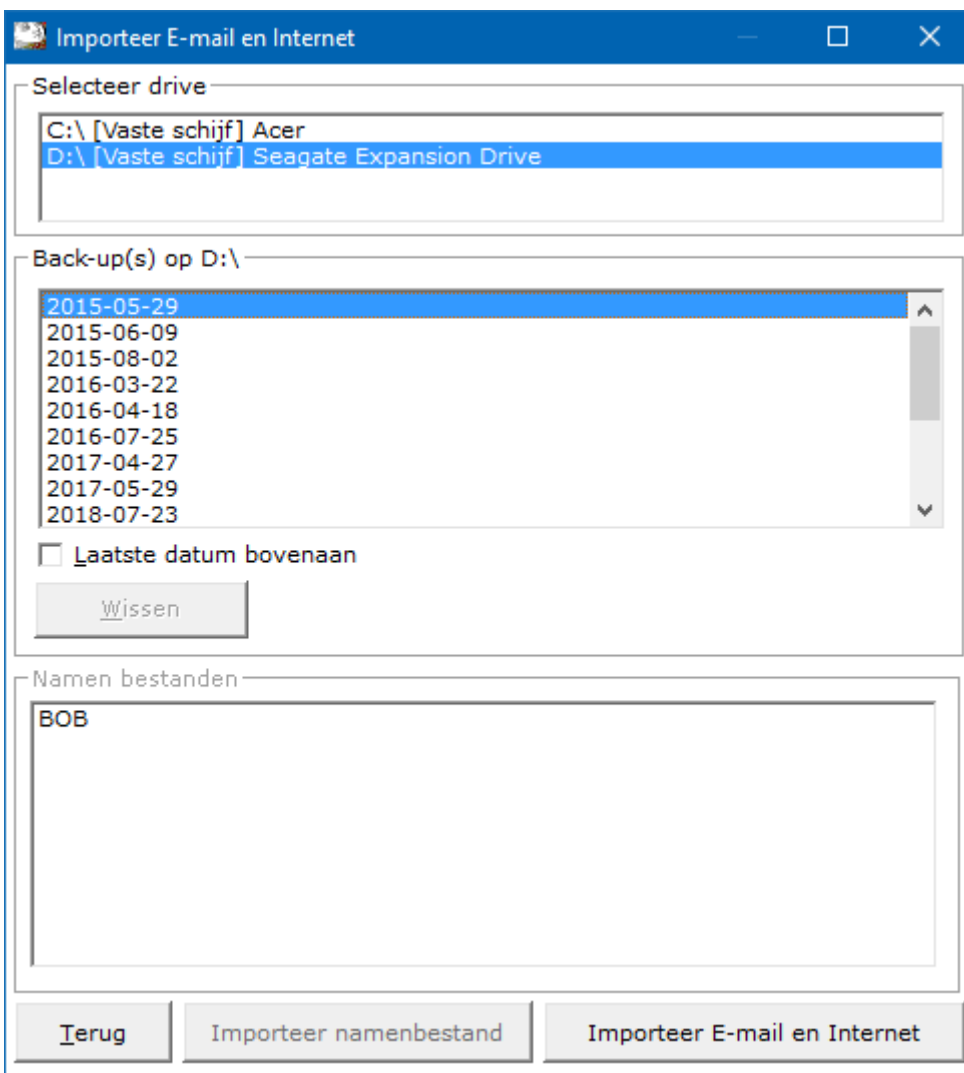 Importeer E-mail en Internet
Selecteer drive
C:\ [Vaste schijf] Acer
D:\ [Vaste schijf] Seagate Expansion Drive
Back-up(s) op D:\
2015-05-29
2015-06-09
2015-08-02
2016-03-22
2016-04-18
2016-07-25
2017-04-27
2017-05-29
2018-07-23
Laatste datum bovenaan
Wissen
Namen bestanden
BOB
Terug Importeer namenbestand Importeer E-mail en Internet